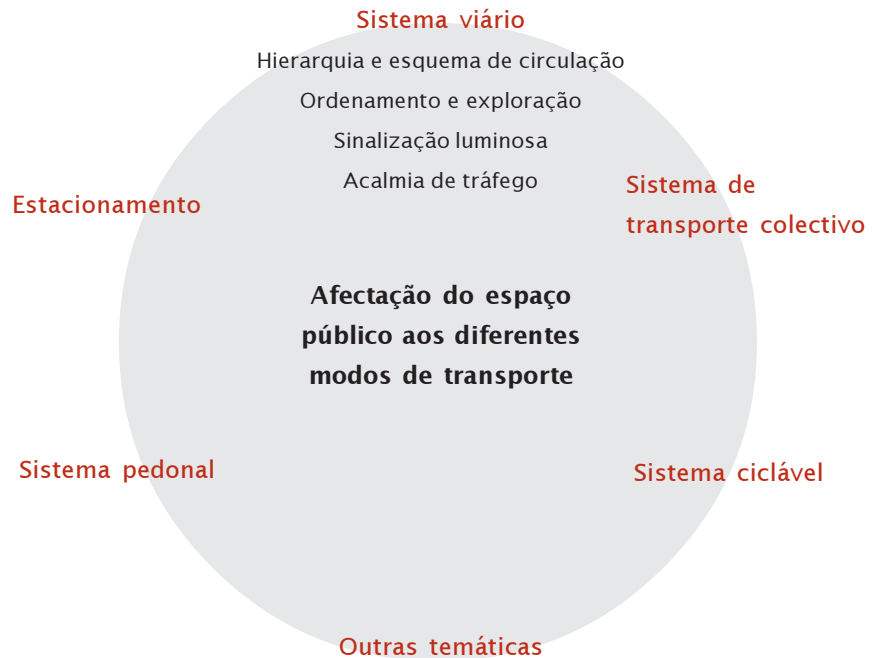 Sistema viário
Hierarquia e esquema de circulação
Ordenamento e exploração
Sinalização luminosa
Acalmia de tráfego
Estacionamento
Sistema de
transporte colectivo
Afectação do espaço
público aos diferentes
modos de transporte
Sistema pedonal
Sistema ciclável
Outras temáticas